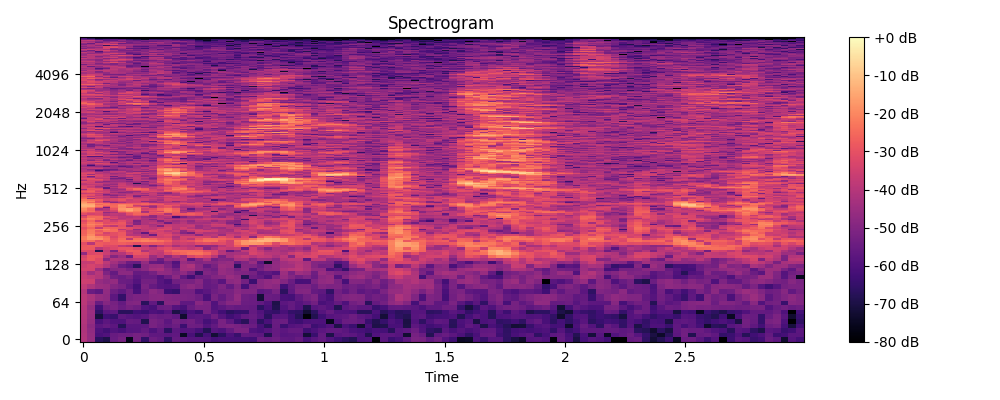 Spectrogram
Hz
4096
2048
1024
512
256
128
64
0
0
0.5
1
1.5
2
2.5
Time
+0 dB
-10 dB
-20 dB
-30 dB
-40 dB
-50 dB
-60 dB
-70 dB
-80 dB